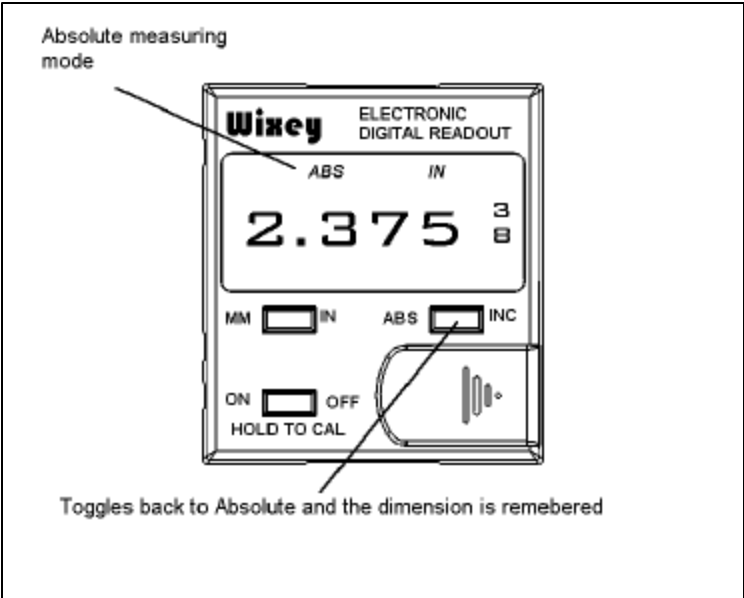 Absolute measuring
mode
Wixey
ELECTRONIC
DIGITAL READOUT
ABS IN
2.375 3
8
MM IN ABS INC
ON OFF
HOLD TO CAL
Toggles back to Absolute and the dimension is remebered